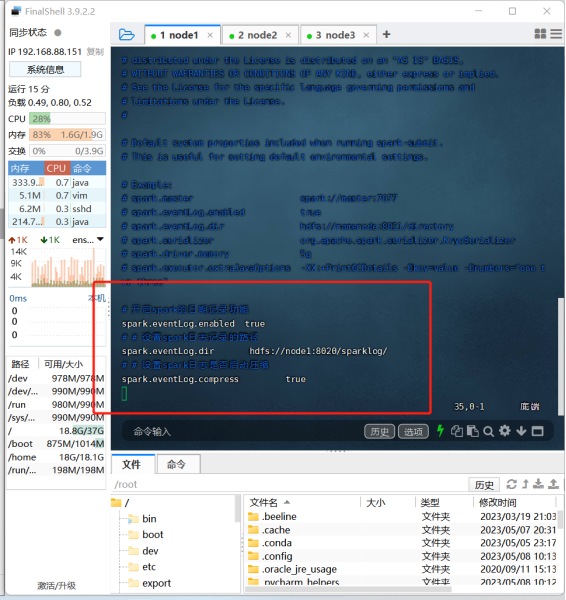 FinalShell 3.9.2.2
同步状态
IP 192.168.88.151 复制
系统信息
运行 15 分
负载 0.49, 0.80, 0.52
CPU 28%
内存 83% 1.6G/1.9G
交换 0% 0/3.9G
内存 CPU 命令
333.9... 0.7 java
5.1M 0.7 vim
6.2M 0.3 sshd
214.7... 0.3 java
1K 1K ens...
14K
9K
4K
0ms 本机
0
0
0
路径 可用/大小
/dev 978M/978M
/dev/... 990M/990M
/run 980M/990M
/sys/... 990M/990M
/ 18.8G/37G
/boot 875M/1014M
/home 18G/18.1G
/run/... 198M/198M
激活/升级
1 node1
2 node2
3 node3
# distributed under the License is distributed on an "AS IS" BASIS,
# WITHOUT WARRANTIES OR CONDITIONS OF ANY KIND, either express or implied.
# See the License for the specific language governing permissions and
# limitations under the License.
#
# Default system properties included when running spark-submit.
# This is useful for setting default environmental settings.
# Example:
# spark.master spark://master:7077
# spark.eventLog.enabled true
# spark.eventLog.dir hdfs://namenode:8021/directory
# spark.serializer org.apache.spark.serializer.KryoSerializer
# spark.driver.memory 5g
# spark.executor.extraJavaOptions -XX:+PrintGCDetails -Dkey=value -Dnumbers="one t
spark.eventLog.enabled true
# # 设置spark日志记录的路径
spark.eventLog.dir hdfs://node1:8020/sparklog/
# # 设置spark日志是否启动压缩
spark.eventLog.compress true
35,0-1 底端
命令输入 历史 选项
文件 命令
/root 历史
/
bin
boot
dev
etc
export
文件名 大小 类型 修改时间
.beeline 文件夹 2023/03/19 21:03
.cache 文件夹 2023/05/07 20:31
.conda 文件夹 2023/05/05 23:17
.config 文件夹 2023/05/08 10:13
.oracle_jre_usage 文件夹 2020/09/11 15:13
.pycharm_helpers 文件夹 2023/05/08 10:12